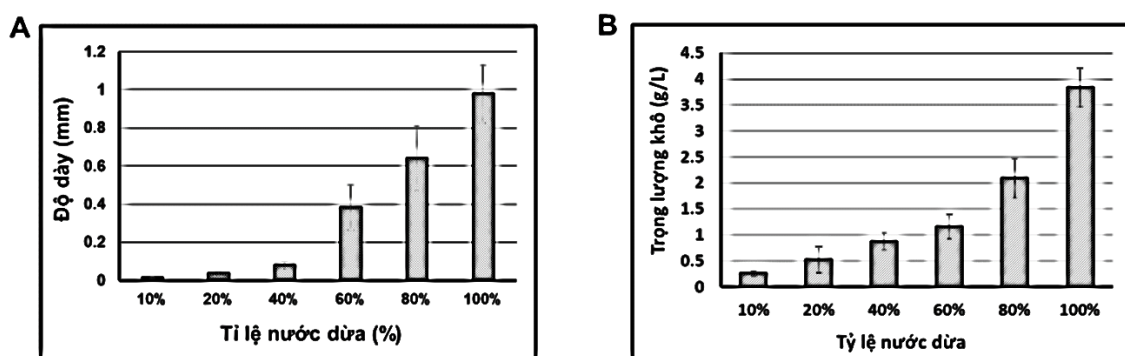 A
Độ dày (mm)
1.2
1
0.8
0.6
0.4
0.2
0
10% 20% 40% 60% 80% 100%
Tỉ lệ nước dừa (%)
B
Trọng lượng khô (g/L)
4.5
4
3.5
3
2.5
2
1.5
1
0.5
0
10% 20% 40% 60% 80% 100%
Tỷ lệ nước dừa